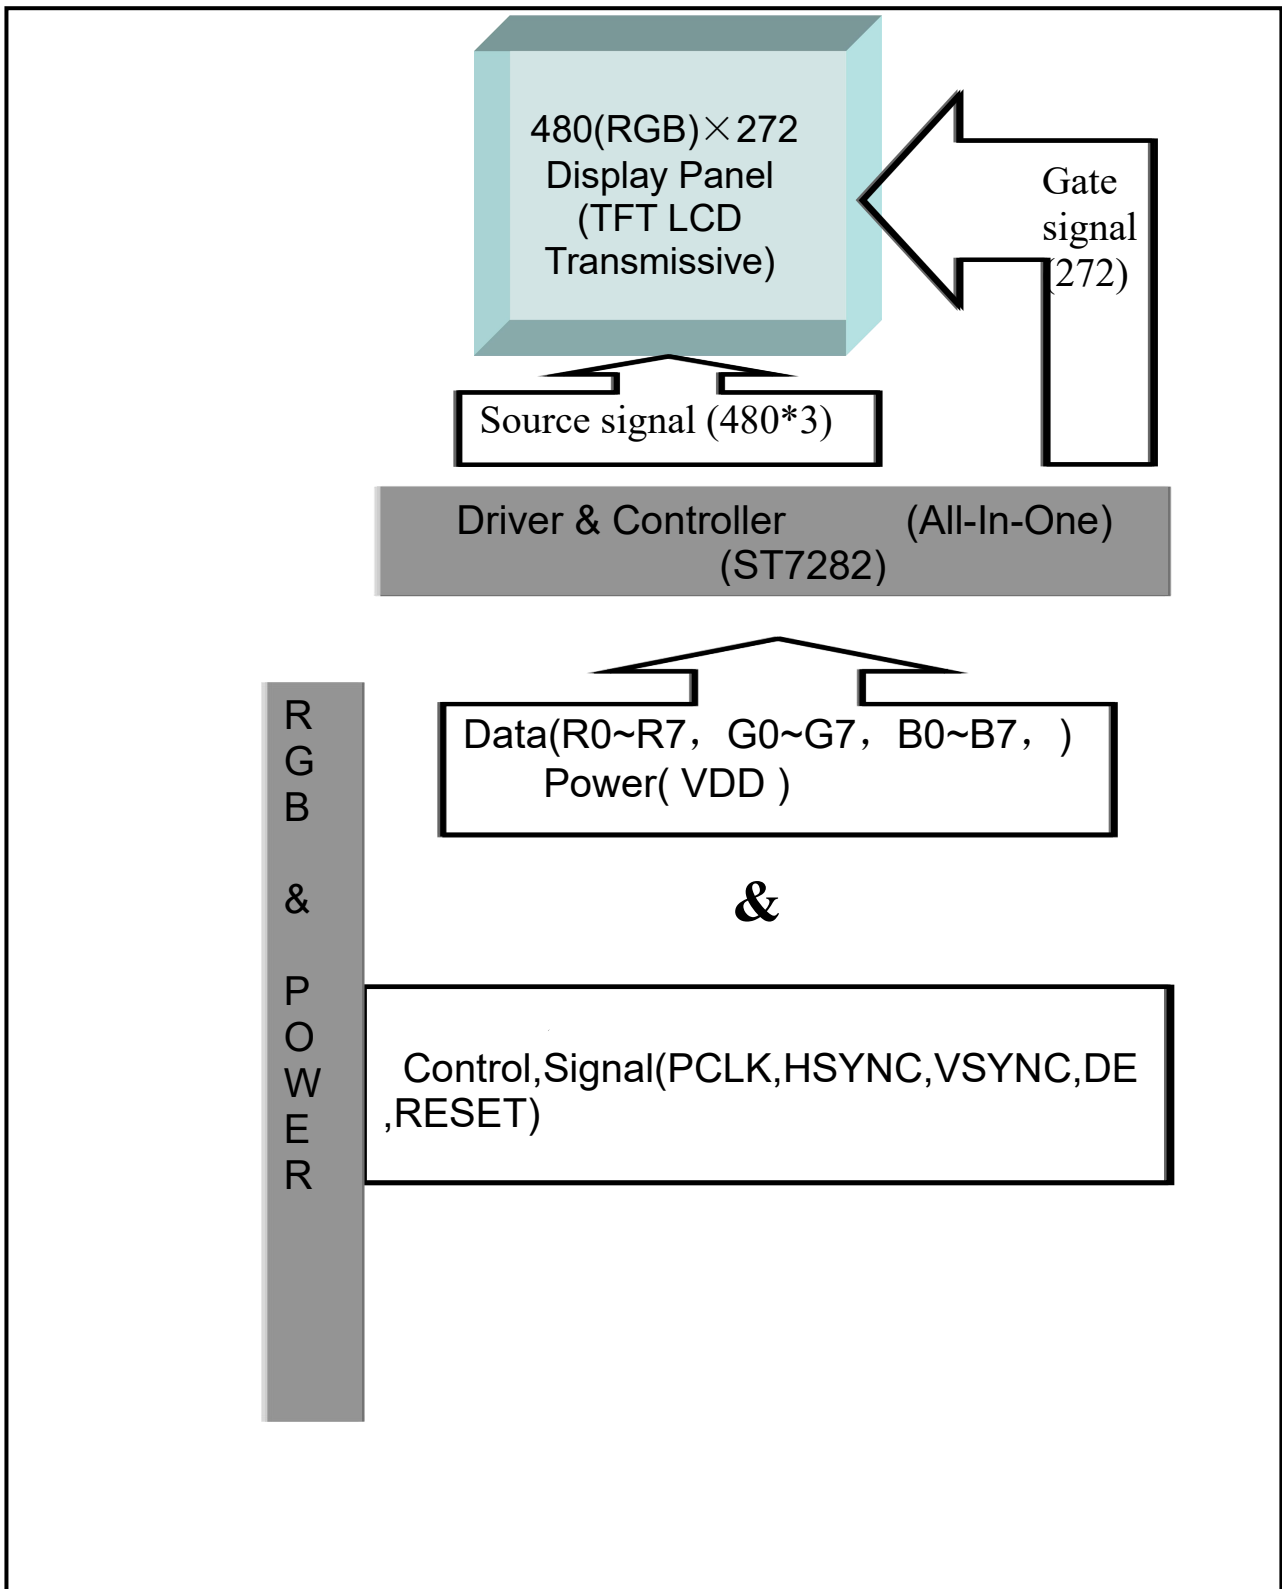 480(RGB)×272
Display Panel
(TFT LCD
Transmissive)
Gate
signal
(272)
Source signal (480*3)
Driver & Controller (All-In-One)
(ST7282)
R
G
B
&
P
O
W
E
R
Data(R0~R7，G0~G7，B0~B7，)
Power( VDD )
&
Control,Signal(PCLK,HSYNC,VSYNC,DE
,RESET)